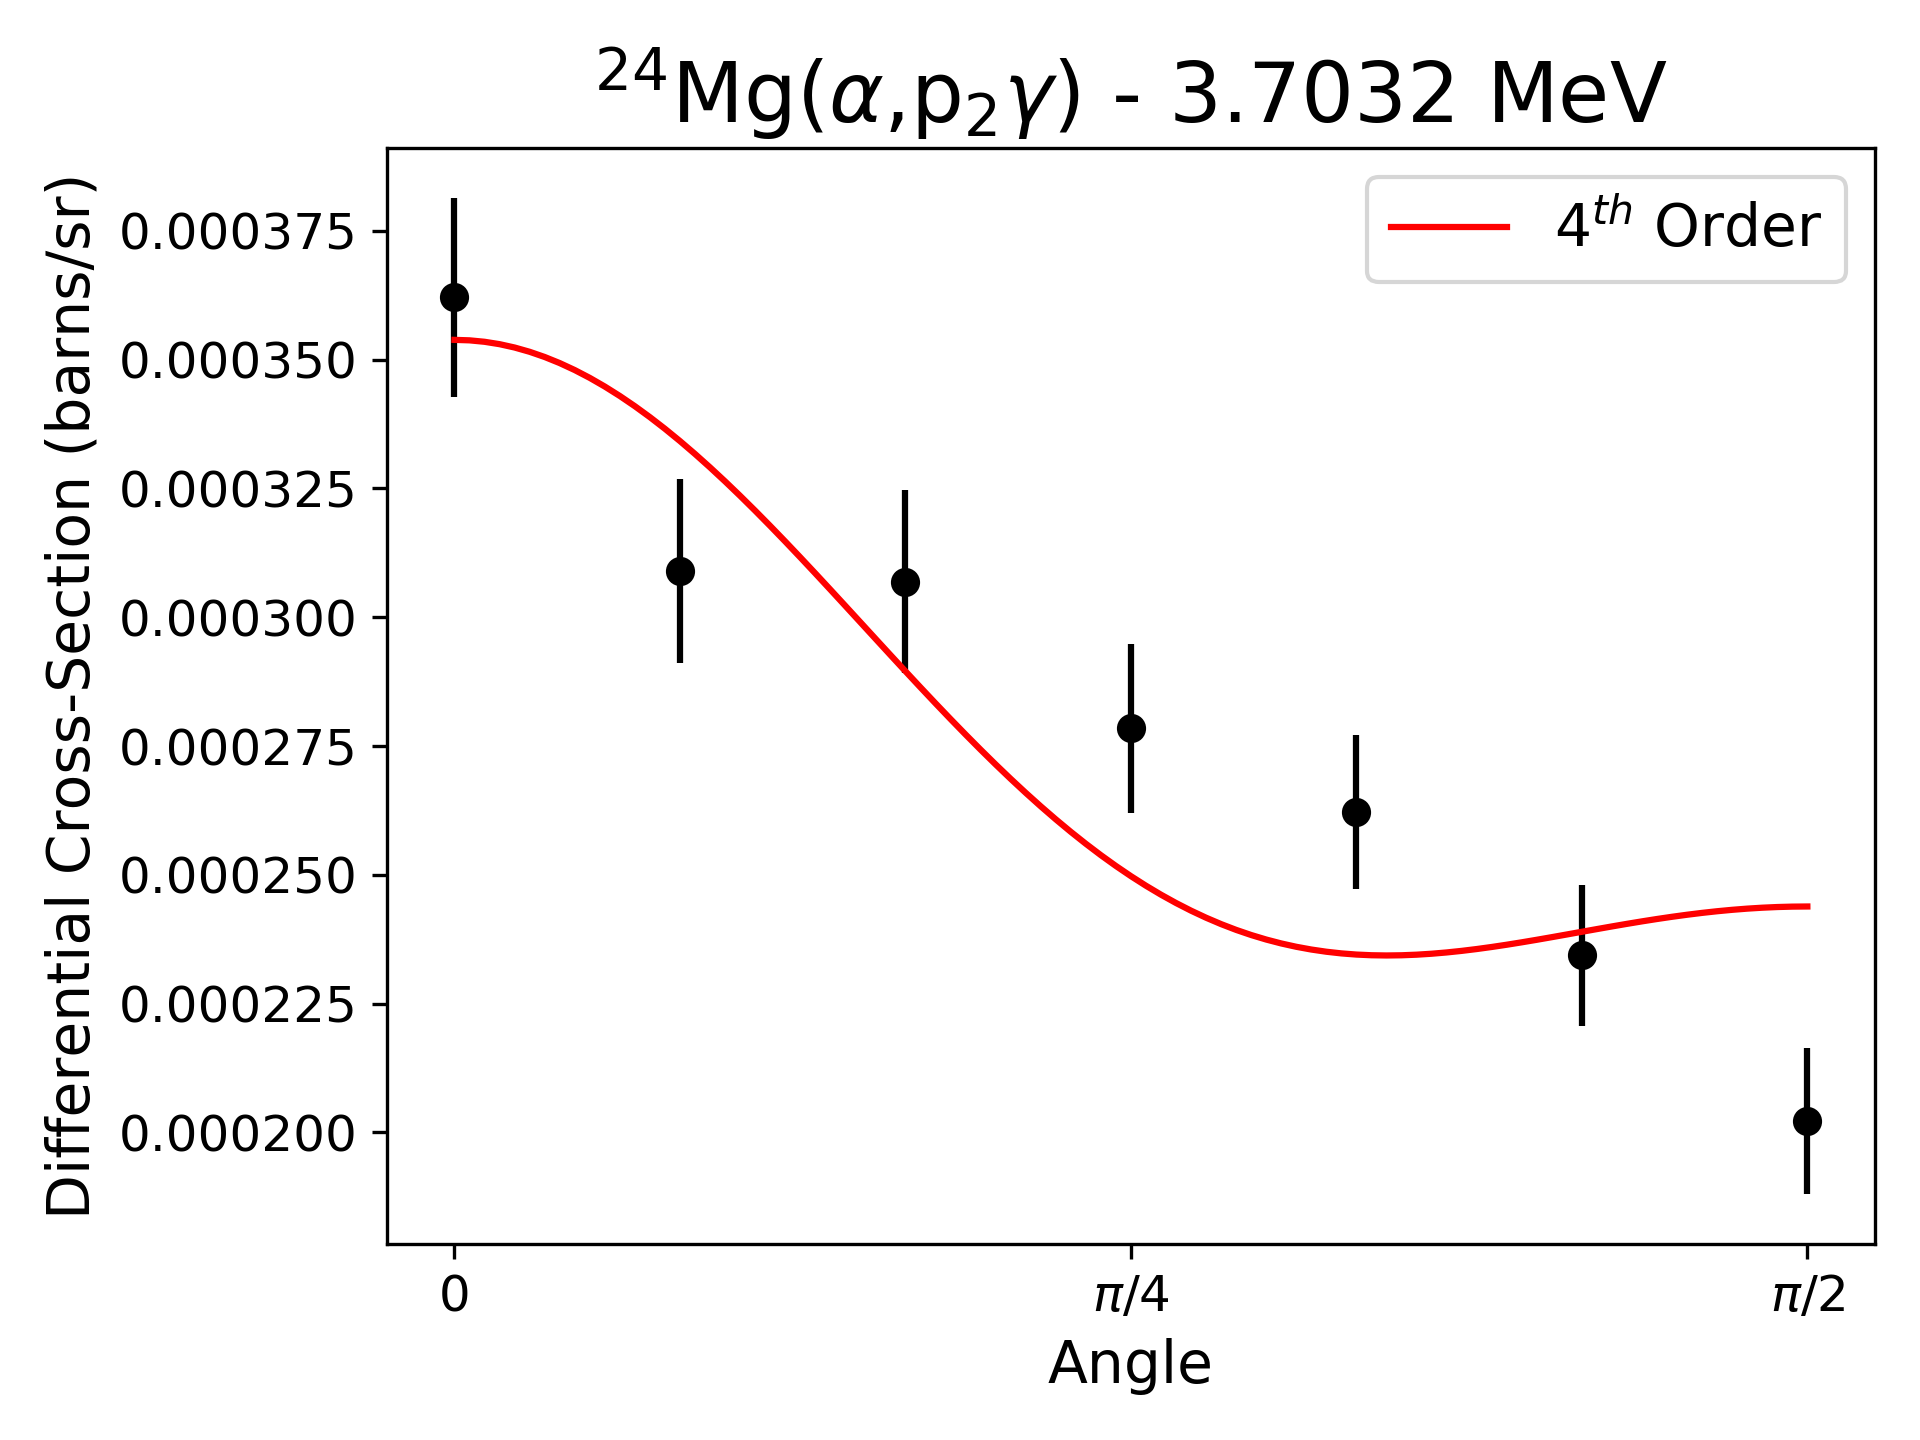 ²⁴Mg(α,p₂γ) - 3.7032 MeV
4ᵗʰ Order
Differential Cross-Section (barns/sr)
0.000375
0.000350
0.000325
0.000300
0.000275
0.000250
0.000225
0.000200
0 π/4 π/2
Angle